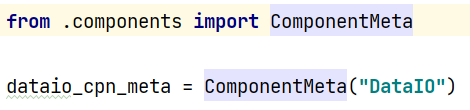 from .components import ComponentMeta
dataio_cpn_meta = ComponentMeta("DataIO")